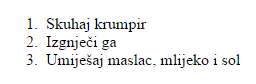 1. Skuhaj krumpir
2. Izgnječi ga
3. Umiješaj maslac, mlijeko i sol